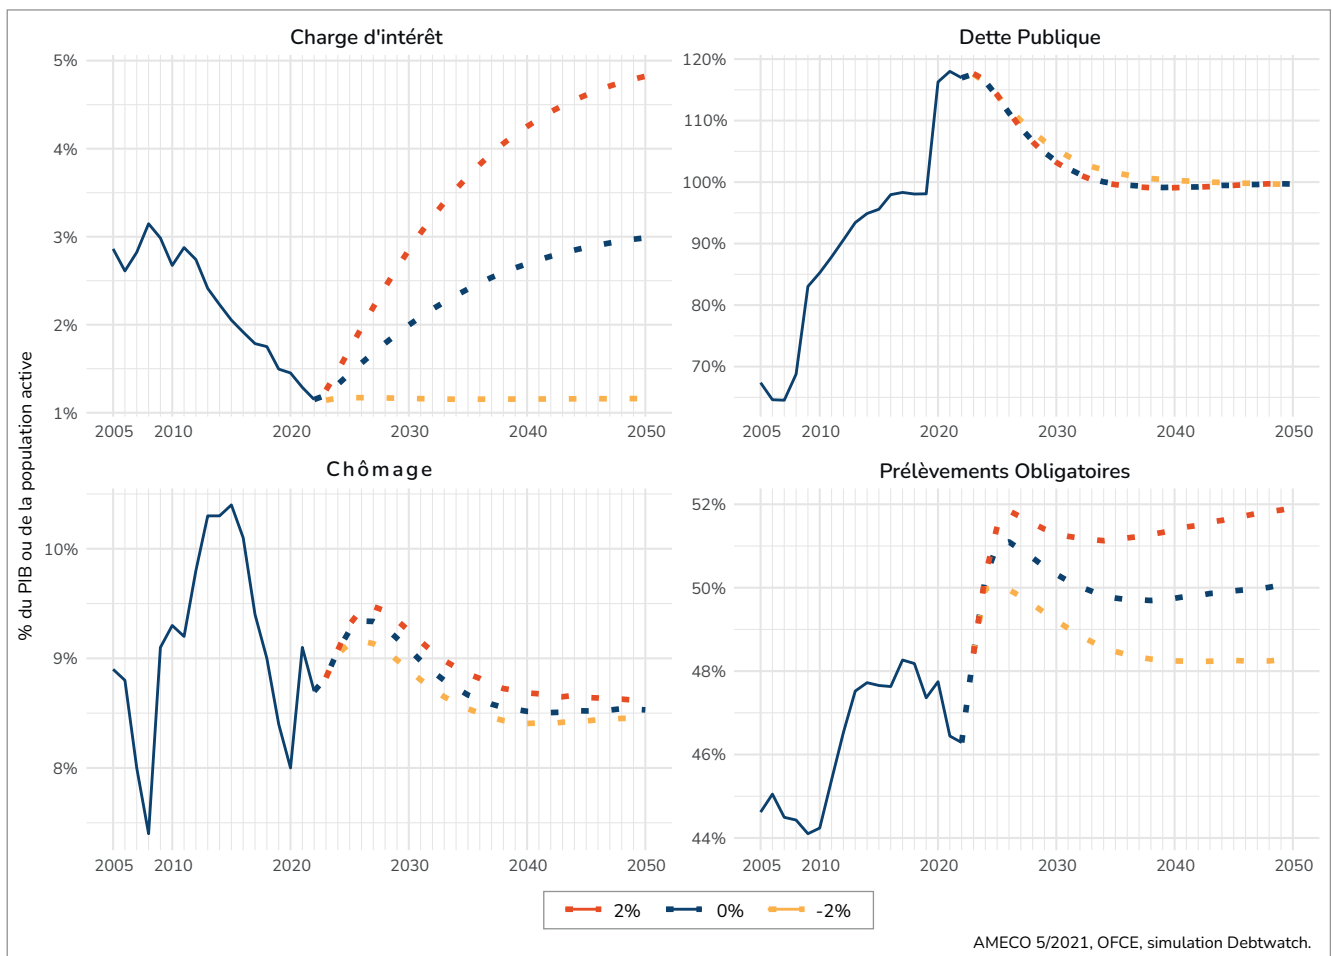 Charge d'intérêt
5%
4%
3%
2%
1%
2005 2010 2020 2030 2040 2050
Dette Publique
120%
110%
100%
90%
80%
70%
2005 2010 2020 2030 2040 2050
% du PIB ou de la population active
Chômage
10%
9%
8%
2005 2010 2020 2030 2040 2050
Prélèvements Obligatoires
52%
50%
48%
46%
44%
2005 2010 2020 2030 2040 2050
2% 0% -2%
AMECO 5/2021, OFCE, simulation Debtwatch.